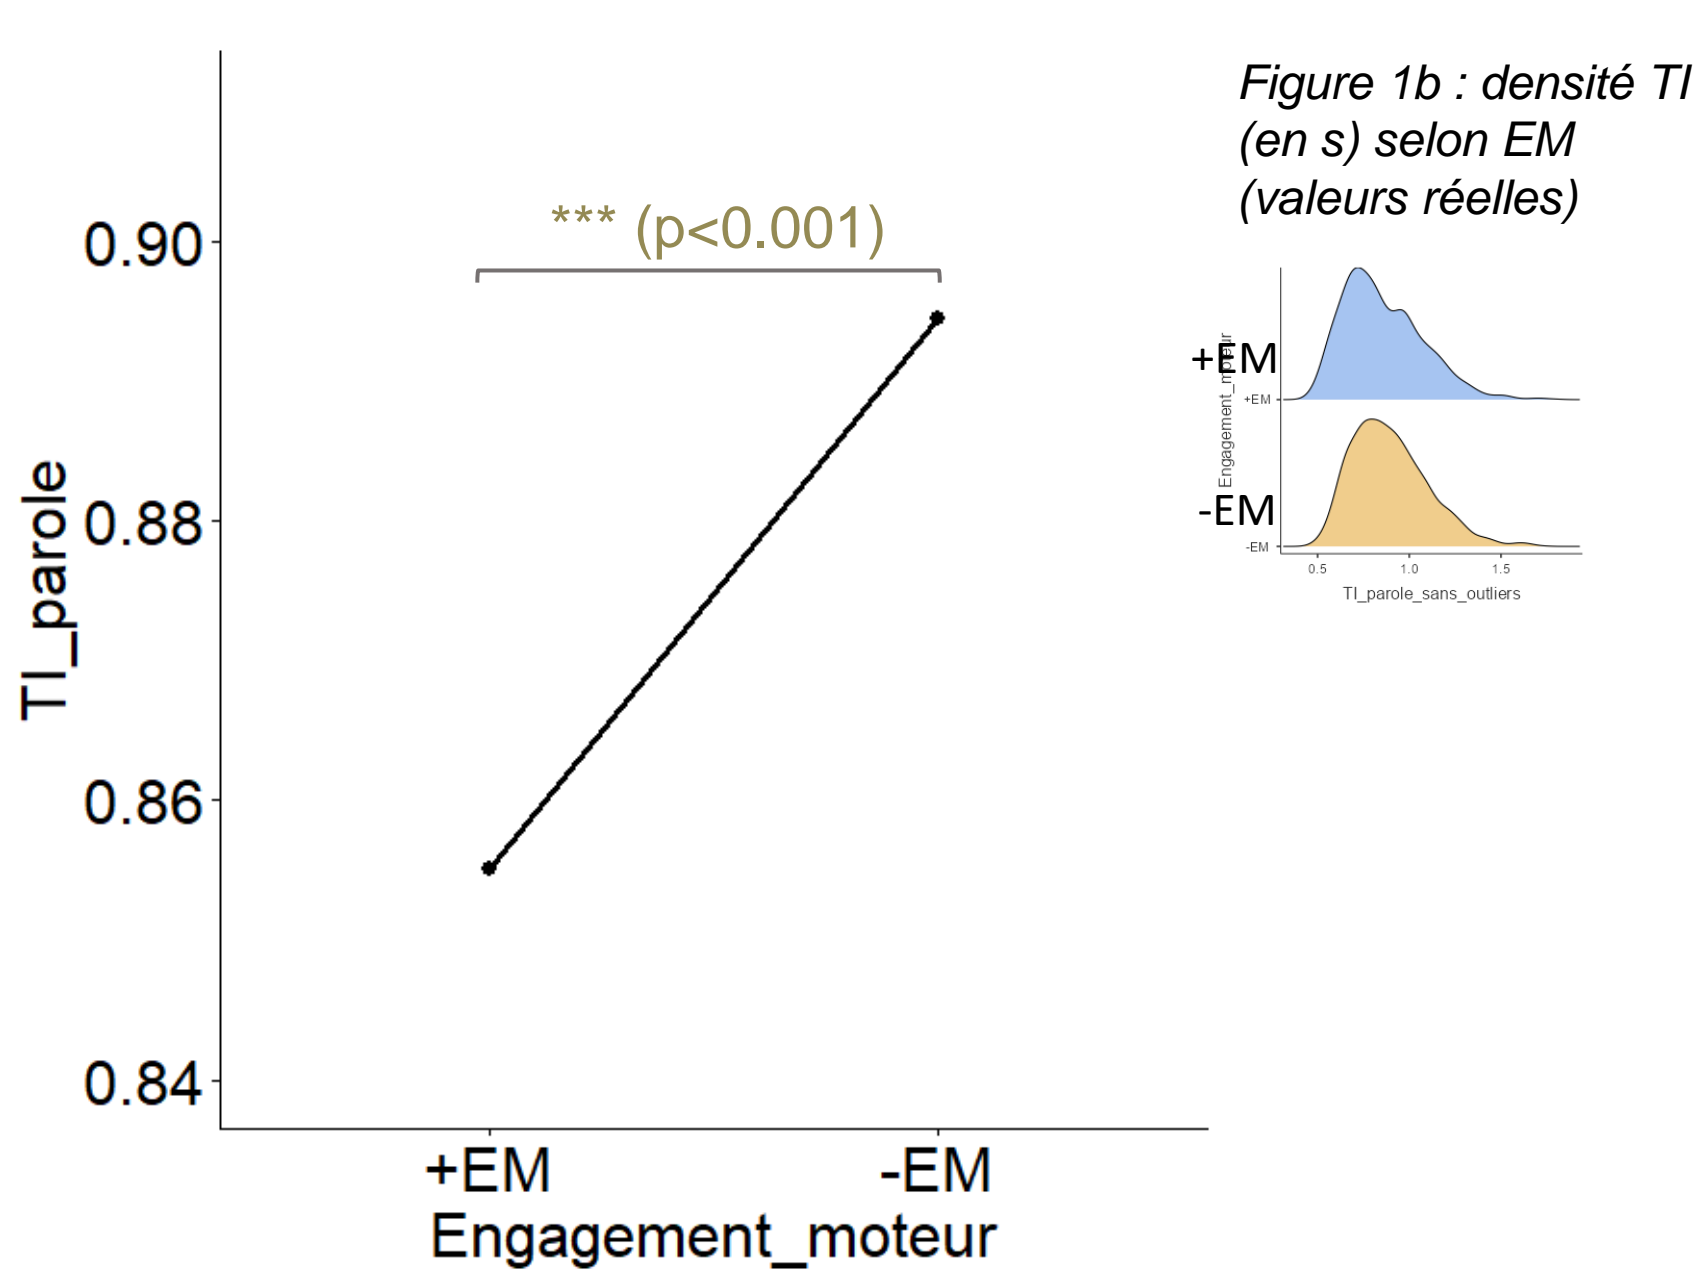 Figure 1b : densité TI
(en s) selon EM
(valeurs réelles)
*** (p<0.001)
0.90
0.88
0.86
0.84
TI_parole
+EM
-EM
Engagement_moteur
+EM
-EM
Engagement_moteur
+EM
-EM
0.5
1.0
1.5
TI_parole_sans_outliers